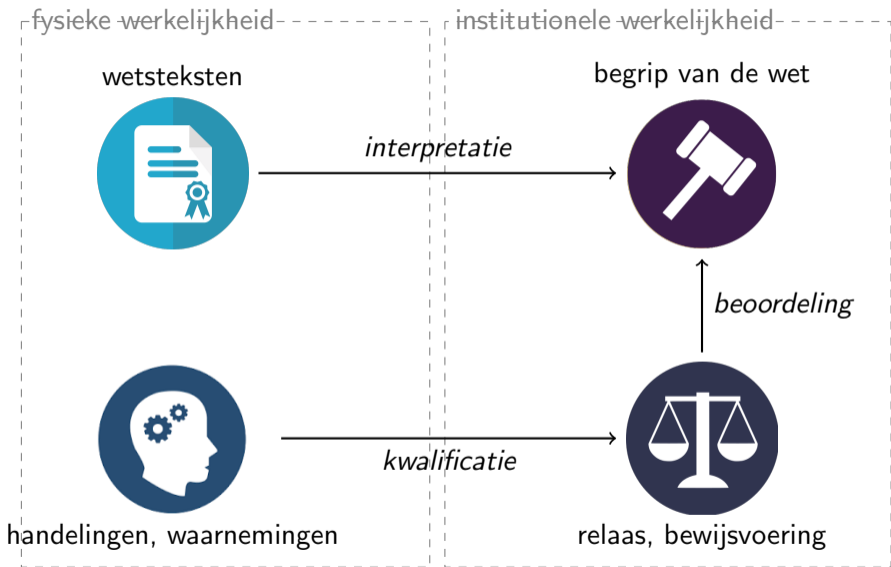 fysieke werkelijkheid
institutionele werkelijkheid
wetsteksten
begrip van de wet
interpretatie
beoordeling
kwalificatie
handelingen, waarnemingen
relaas, bewijsvoering